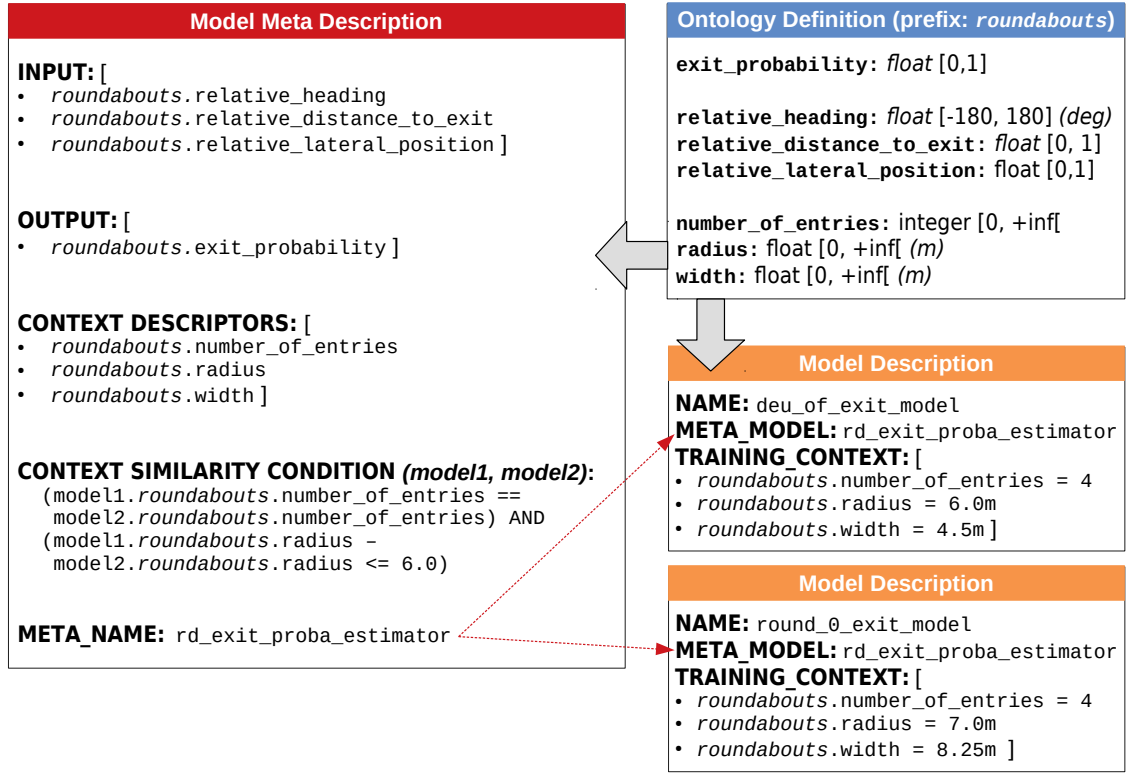 Model Meta Description
INPUT: [
• roundabouts.relative_heading
• roundabouts.relative_distance_to_exit
• roundabouts.relative_lateral_position ]
OUTPUT: [
• roundabouts.exit_probability ]
CONTEXT DESCRIPTORS: [
• roundabouts.number_of_entries
• roundabouts.radius
• roundabouts.width ]
CONTEXT SIMILARITY CONDITION (model1, model2):
(model1.roundabouts.number_of_entries ==
model2.roundabouts.number_of_entries) AND
(model1.roundabouts.radius –
model2.roundabouts.radius <= 6.0)
META_NAME: rd_exit_proba_estimator
Ontology Definition (prefix: roundabouts)
exit_probability: float [0,1]
relative_heading: float [-180, 180] (deg)
relative_distance_to_exit: float [0, 1]
relative_lateral_position: float [0,1]
number_of_entries: integer [0, +inf[
radius: float [0, +inf[ (m)
width: float [0, +inf[ (m)
Model Description
NAME: deu_of_exit_model
META_MODEL: rd_exit_proba_estimator
TRAINING_CONTEXT: [
• roundabouts.number_of_entries = 4
• roundabouts.radius = 6.0m
• roundabouts.width = 4.5m ]
Model Description
NAME: round_0_exit_model
META_MODEL: rd_exit_proba_estimator
TRAINING_CONTEXT: [
• roundabouts.number_of_entries = 4
• roundabouts.radius = 7.0m
• roundabouts.width = 8.25m ]